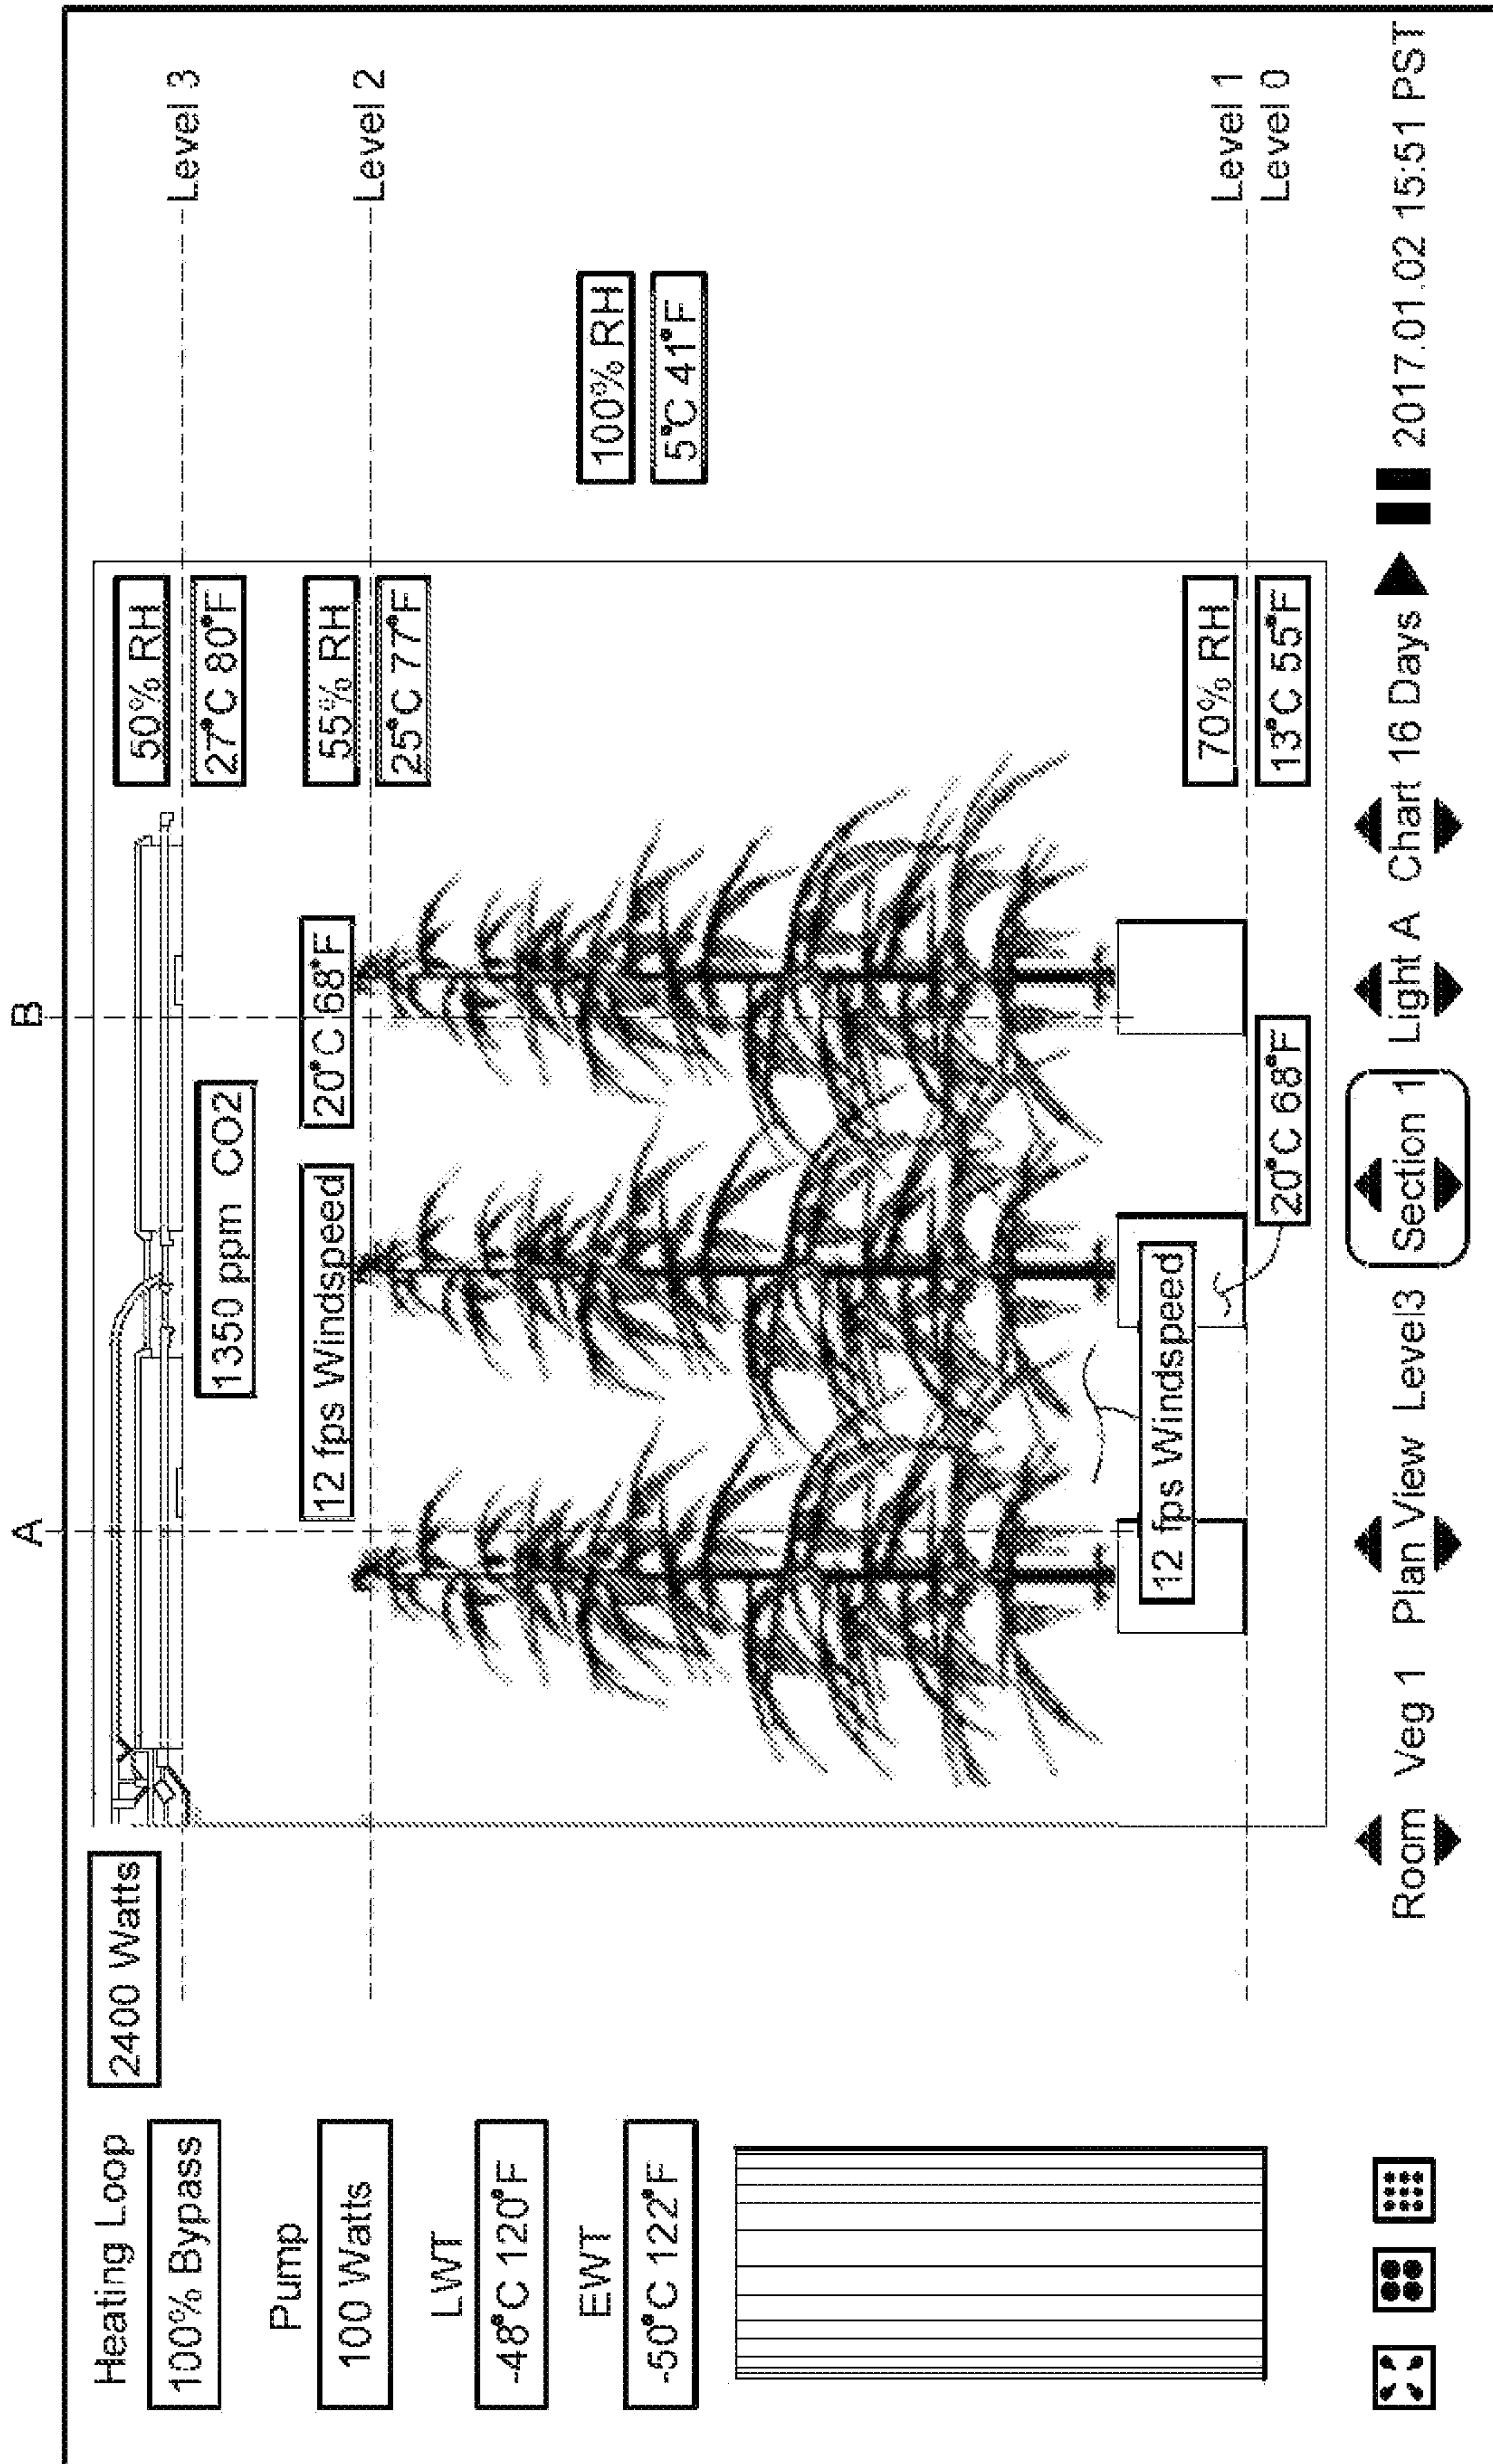 A
B
Heating Loop
100% Bypass
Pump
100 Watts
LWT
-48°C 120°F
EWT
-50°C 122°F
2400 Watts
50% RH
27°C 80°F
Level 3
1350 ppm CO2
12 fps Windspeed
20°C 68°F
55% RH
25°C 77°F
Level 2
100% RH
5°C 41°F
12 fps Windspeed
20°C 68°F
70% RH
13°C 55°F
Level 1
Level 0
Room Veg 1 Plan View Level3 Section 1 Light A Chart 16 Days 2017.01.02 15:51 PST